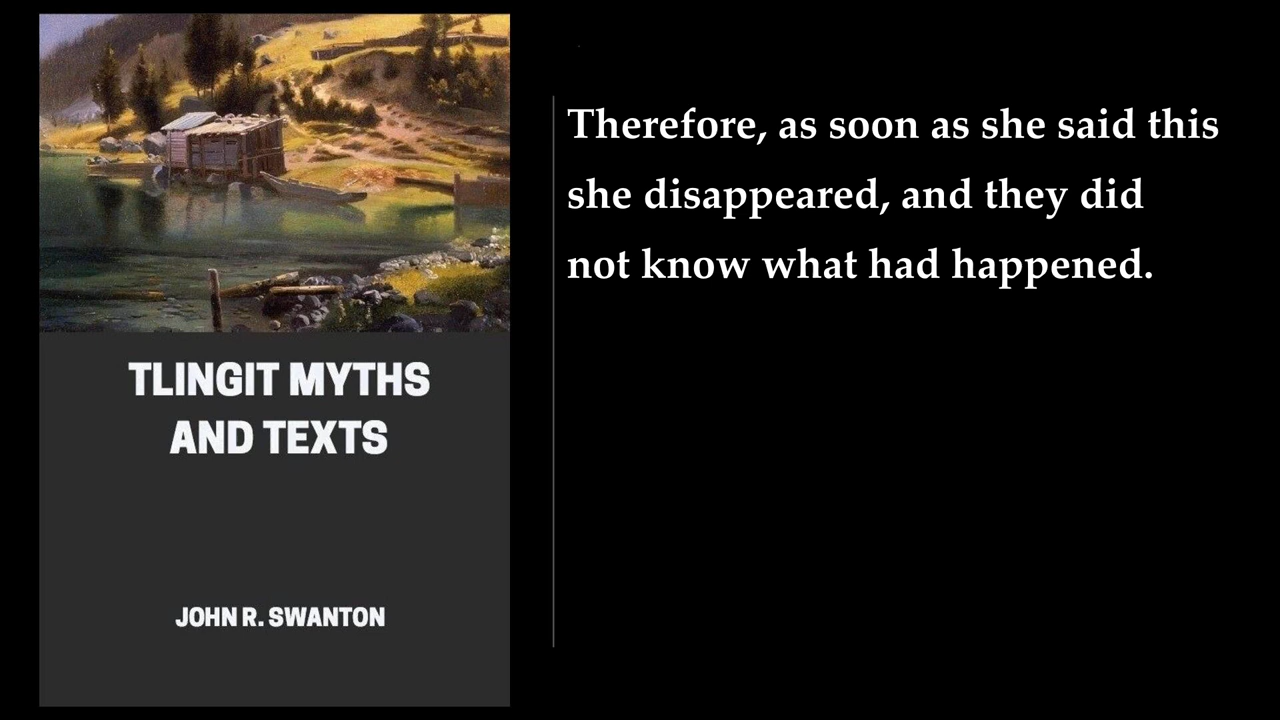 TLINGIT MYTHS
AND TEXTS
JOHN R. SWANTON
Therefore, as soon as she said this
she disappeared, and they did
not know what had happened.